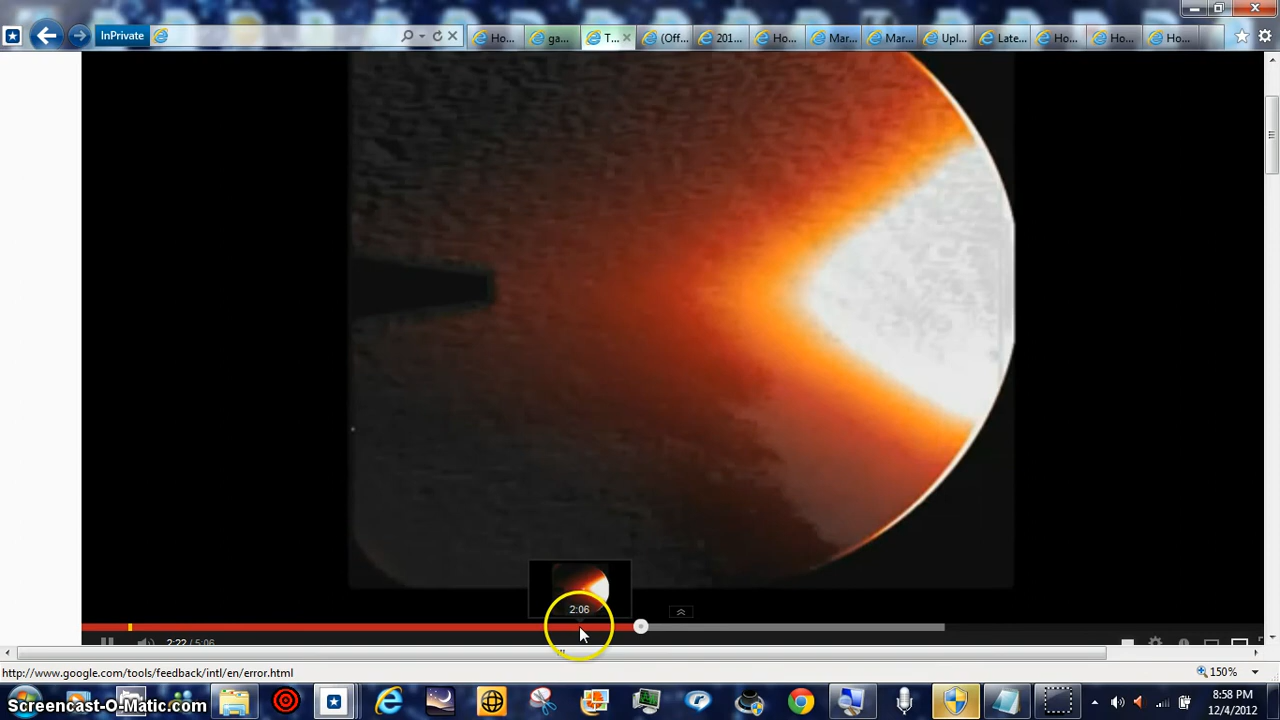 InPrivate
Ho...
ga...
T...
(Off...
201...
Ho...
Mar...
Mar...
Upl...
Late...
Ho...
Ho...
Ho...
2:06
2:22 / 5:06
http://www.google.com/tools/feedback/intl/en/error.html
150%
Screencast-O-Matic.com
8:58 PM
12/4/2012